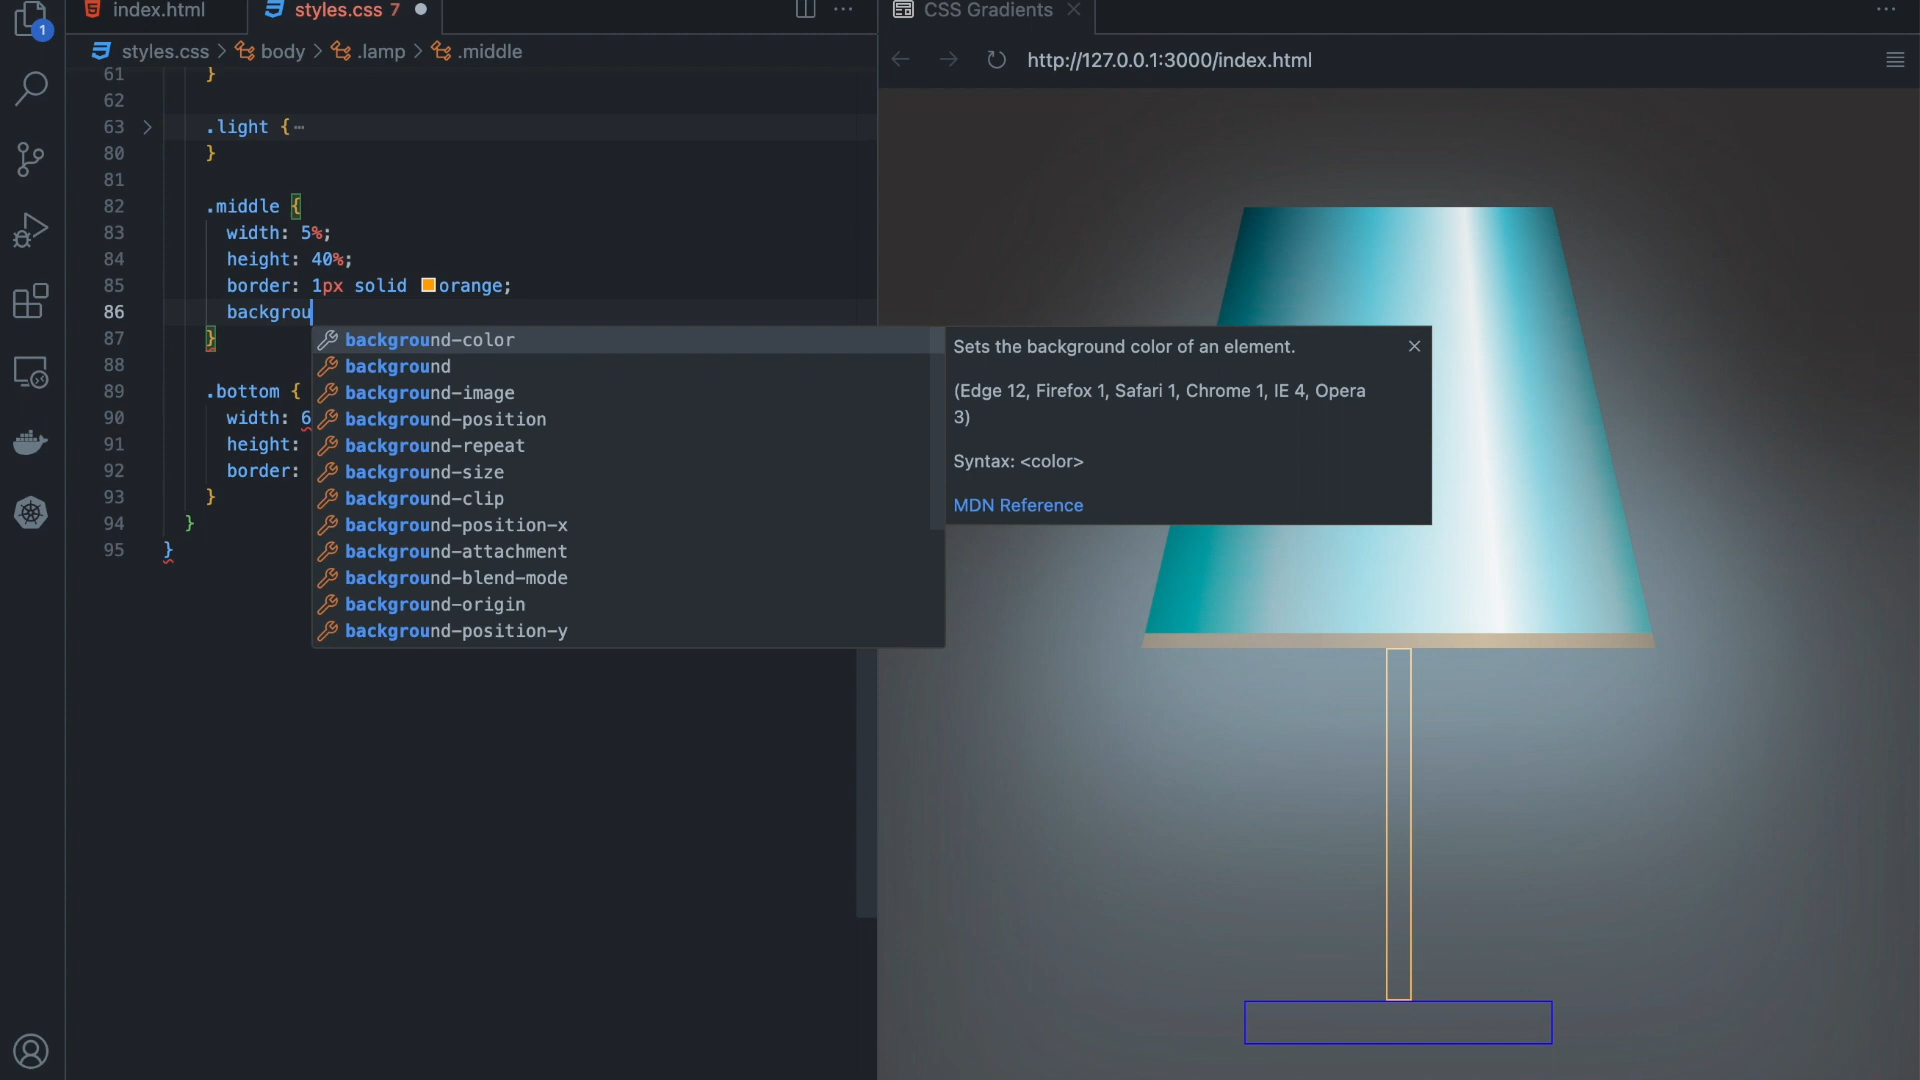 index.html
styles.css 7
CSS Gradients
styles.css > body > .lamp > .middle
http://127.0.0.1:3000/index.html
1
61 }
62
63 .light {⋯
80 }
81
82 .middle {
83 width: 5%;
84 height: 40%;
85 border: 1px solid orange;
86 backgrou
87 }
88
89 .bottom {
90 width: 6
91 height:
92 border:
93 }
94 }
95 }
background-color
background
background-image
background-position
background-repeat
background-size
background-clip
background-position-x
background-attachment
background-blend-mode
background-origin
background-position-y
Sets the background color of an element.
(Edge 12, Firefox 1, Safari 1, Chrome 1, IE 4, Opera
3)
Syntax: <color>
MDN Reference